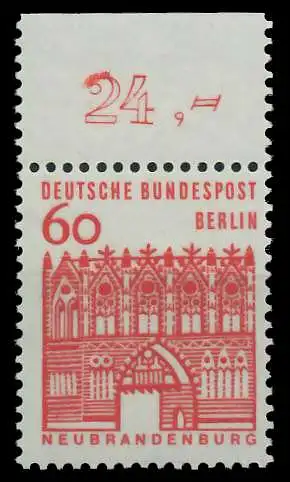 24,-
DEUTSCHE BUNDESPOST
BERLIN
60
NEUBRANDENBURG